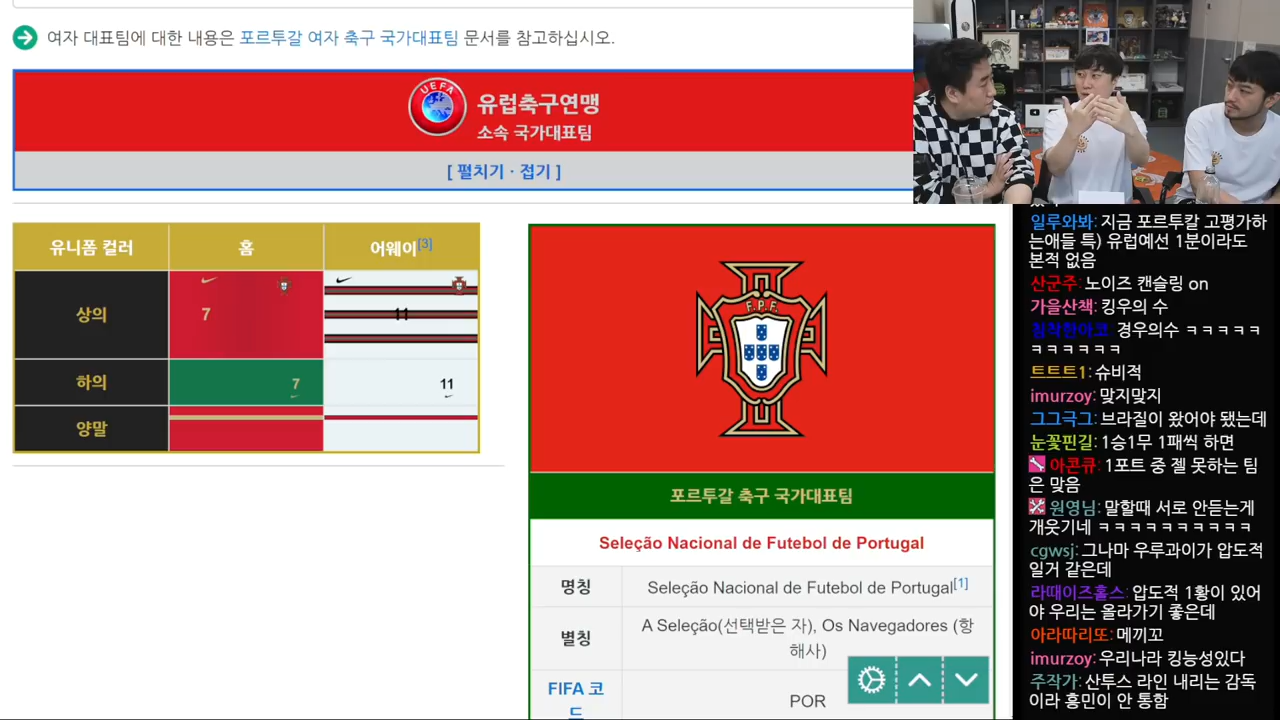 여자 대표팀에 대한 내용은 포르투갈 여자 축구 국가대표팀 문서를 참고하십시오.
UEFA
유럽축구연맹
소속 국가대표팀
[ 펼치기 · 접기 ]
유니폼 컬러
홈
어웨이[3]
상의
7
11
하의
7
11
양말
F.P.F.
포르투갈 축구 국가대표팀
Seleção Nacional de Futebol de Portugal
명칭
Seleção Nacional de Futebol de Portugal[1]
별칭
A Seleção(선택받은 자), Os Navegadores (항
해사)
FIFA 코
드
POR
일루와봐: 지금 포르투칼 고평가하
는애들 특) 유럽예선 1분이라도
본적 없음
산군주: 노이즈 캔슬링 on
가을산책: 킹우의 수
침착한아코: 경우의수 ㅋㅋㅋㅋㅋ
ㅋㅋㅋㅋㅋㅋ
트트트1: 슈비적
imurzoy: 맞지맞지
그그극그: 브라질이 왔어야 됐는데
눈꽃핀길: 1승1무 1패씩 하면
아콘큐: 1포트 중 젤 못하는 팀
은 맞음
원영님: 말할때 서로 안듣는게
개웃기네 ㅋㅋㅋㅋㅋㅋㅋㅋㅋㅋ
cgwsj: 그나마 우루과이가 압도적
일거 같은데
라떼이즈홀스: 압도적 1황이 있어
야 우리는 올라가기 좋은데
아라따리또: 메끼꼬
imurzoy: 우리나라 킹능성있다
주작가: 산투스 라인 내리는 감독
이라 흥민이 안 통함